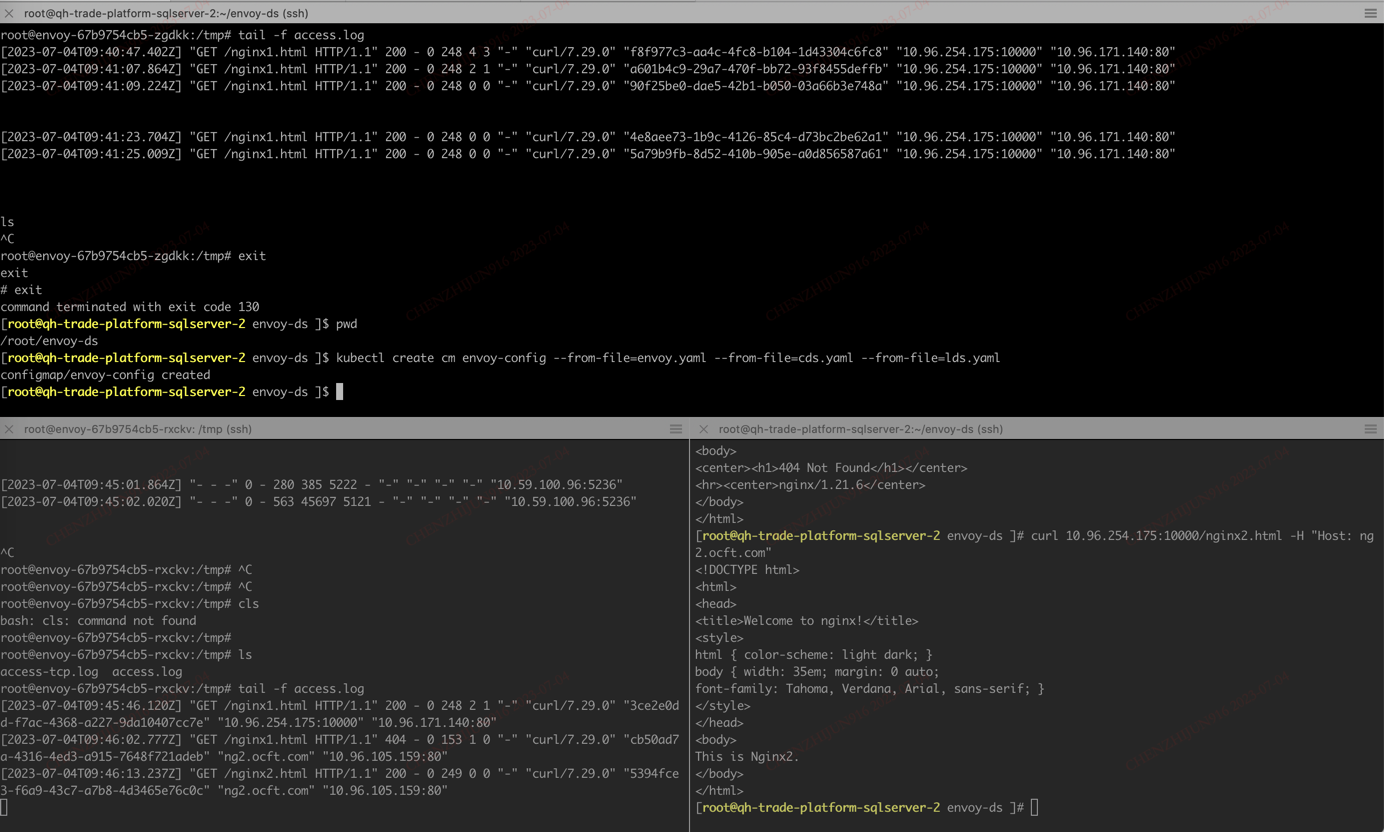 root@qh-trade-platform-sqlserver-2:~/envoy-ds (ssh)
root@envoy-67b9754cb5-zgdkk:/tmp# tail -f access.log
[2023-07-04T09:40:47.402Z] "GET /nginx1.html HTTP/1.1" 200 - 0 248 4 3 "-" "curl/7.29.0" "f8f977c3-aa4c-4fc8-b104-1d43304c6fc8" "10.96.254.175:10000" "10.96.171.140:80"
[2023-07-04T09:41:07.864Z] "GET /nginx1.html HTTP/1.1" 200 - 0 248 2 1 "-" "curl/7.29.0" "a601b4c9-29a7-470f-bb72-93f8455deffb" "10.96.254.175:10000" "10.96.171.140:80"
[2023-07-04T09:41:09.224Z] "GET /nginx1.html HTTP/1.1" 200 - 0 248 0 0 "-" "curl/7.29.0" "90f25be0-dae5-42b1-b050-03a66b3e748a" "10.96.254.175:10000" "10.96.171.140:80"
[2023-07-04T09:41:23.704Z] "GET /nginx1.html HTTP/1.1" 200 - 0 248 0 0 "-" "curl/7.29.0" "4e8aee73-1b9c-4126-85c4-d73bc2be62a1" "10.96.254.175:10000" "10.96.171.140:80"
[2023-07-04T09:41:25.009Z] "GET /nginx1.html HTTP/1.1" 200 - 0 248 0 0 "-" "curl/7.29.0" "5a79b9fb-8d52-410b-905e-a0d856587a61" "10.96.254.175:10000" "10.96.171.140:80"
ls
^C
root@envoy-67b9754cb5-zgdkk:/tmp# exit
exit
# exit
command terminated with exit code 130
[root@qh-trade-platform-sqlserver-2 envoy-ds ]$ pwd
/root/envoy-ds
[root@qh-trade-platform-sqlserver-2 envoy-ds ]$ kubectl create cm envoy-config --from-file=envoy.yaml --from-file=cds.yaml --from-file=lds.yaml
configmap/envoy-config created
[root@qh-trade-platform-sqlserver-2 envoy-ds ]$
root@envoy-67b9754cb5-rxckv: /tmp (ssh)
[2023-07-04T09:45:01.864Z] "- - -" 0 - 280 385 5222 - "-" "-" "-" "-" "10.59.100.96:5236"
[2023-07-04T09:45:02.020Z] "- - -" 0 - 563 45697 5121 - "-" "-" "-" "-" "10.59.100.96:5236"
^C
root@envoy-67b9754cb5-rxckv:/tmp# ^C
root@envoy-67b9754cb5-rxckv:/tmp# ^C
root@envoy-67b9754cb5-rxckv:/tmp# cls
bash: cls: command not found
root@envoy-67b9754cb5-rxckv:/tmp#
root@envoy-67b9754cb5-rxckv:/tmp# ls
access-tcp.log  access.log
root@envoy-67b9754cb5-rxckv:/tmp# tail -f access.log
[2023-07-04T09:45:46.120Z] "GET /nginx1.html HTTP/1.1" 200 - 0 248 2 1 "-" "curl/7.29.0" "3ce2e0d
d-f7ac-4368-a227-9da10407cc7e" "10.96.254.175:10000" "10.96.171.140:80"
[2023-07-04T09:46:02.777Z] "GET /nginx1.html HTTP/1.1" 404 - 0 153 1 0 "-" "curl/7.29.0" "cb50ad7
a-4316-4ed3-a915-7648f721adeb" "ng2.ocft.com" "10.96.105.159:80"
[2023-07-04T09:46:13.237Z] "GET /nginx2.html HTTP/1.1" 200 - 0 249 0 0 "-" "curl/7.29.0" "5394fce
3-f6a9-43c7-a7b8-4d3465e76c0c" "ng2.ocft.com" "10.96.105.159:80"
root@qh-trade-platform-sqlserver-2:~/envoy-ds (ssh)
<body>
<center><h1>404 Not Found</h1></center>
<hr><center>nginx/1.21.6</center>
</body>
</html>
[root@qh-trade-platform-sqlserver-2 envoy-ds ]# curl 10.96.254.175:10000/nginx2.html -H "Host: ng
2.ocft.com"
<!DOCTYPE html>
<html>
<head>
<title>Welcome to nginx!</title>
<style>
html { color-scheme: light dark; }
body { width: 35em; margin: 0 auto;
font-family: Tahoma, Verdana, Arial, sans-serif; }
</style>
</head>
<body>
This is Nginx2.
</body>
</html>
[root@qh-trade-platform-sqlserver-2 envoy-ds ]#
CHENZHIJUN916 2023-07-04